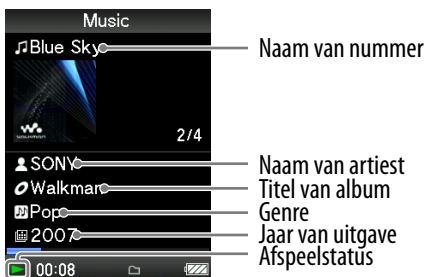 Music
Blue Sky
Naam van nummer
WALKMAN
2/4
SONY
Naam van artiest
Walkman
Titel van album
Pop
Genre
2007
Jaar van uitgave
Afspeelstatus
00:08